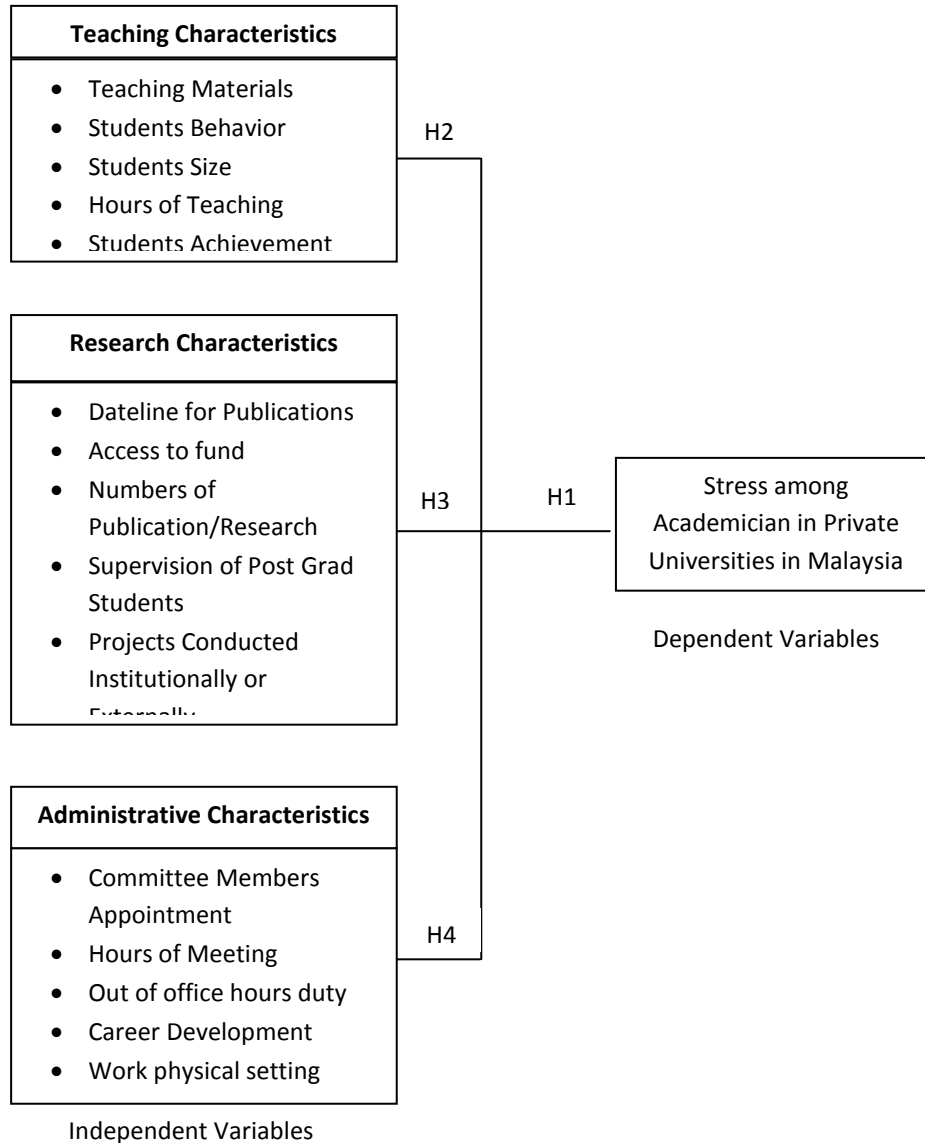 Teaching Characteristics
• Teaching Materials
• Students Behavior
• Students Size
• Hours of Teaching
• Students Achievement
H2
Research Characteristics
• Dateline for Publications
• Access to fund
• Numbers of
Publication/Research
• Supervision of Post Grad
Students
• Projects Conducted
Institutionally or
Externally
H3
H1
Stress among
Academician in Private
Universities in Malaysia
Dependent Variables
Administrative Characteristics
• Committee Members
Appointment
• Hours of Meeting
• Out of office hours duty
• Career Development
• Work physical setting
H4
Independent Variables